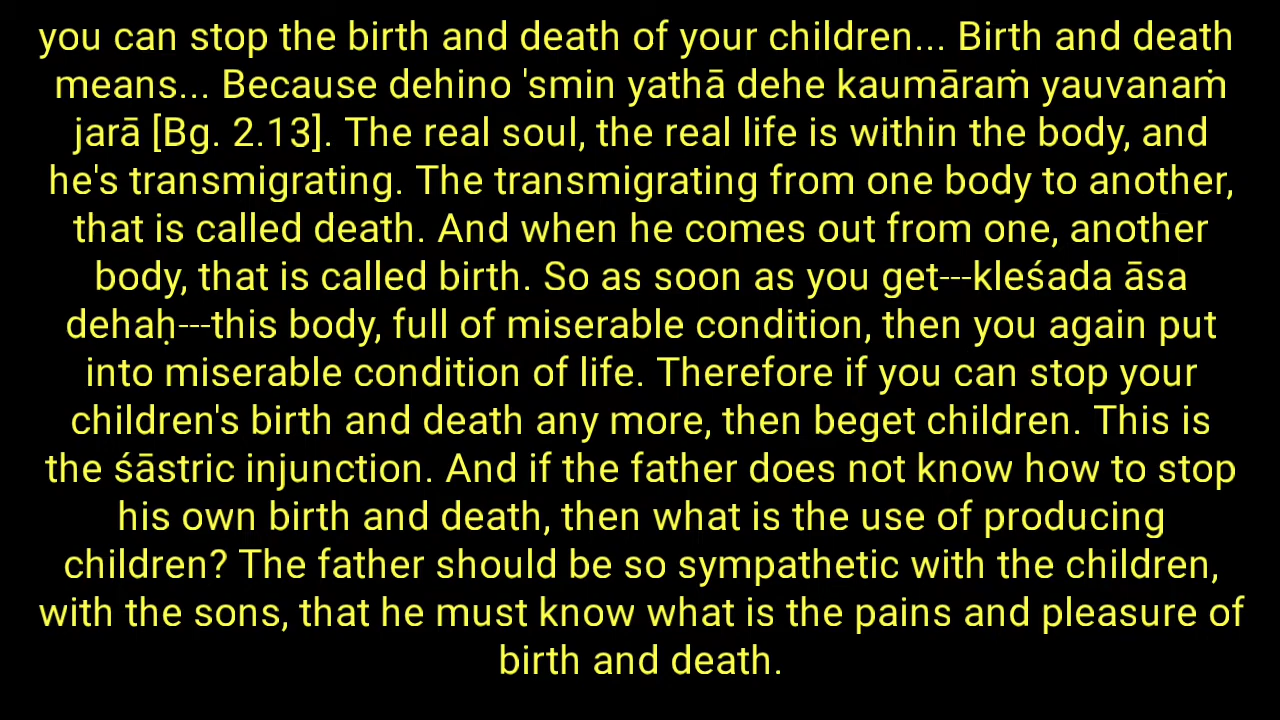 you can stop the birth and death of your children... Birth and death
means... Because dehino 'smin yathā dehe kaumāraṁ yauvanaṁ
jarā [Bg. 2.13]. The real soul, the real life is within the body, and
he's transmigrating. The transmigrating from one body to another,
that is called death. And when he comes out from one, another
body, that is called birth. So as soon as you get---kleśada āsa
dehaḥ---this body, full of miserable condition, then you again put
into miserable condition of life. Therefore if you can stop your
children's birth and death any more, then beget children. This is
the śāstric injunction. And if the father does not know how to stop
his own birth and death, then what is the use of producing
children? The father should be so sympathetic with the children,
with the sons, that he must know what is the pains and pleasure of
birth and death.